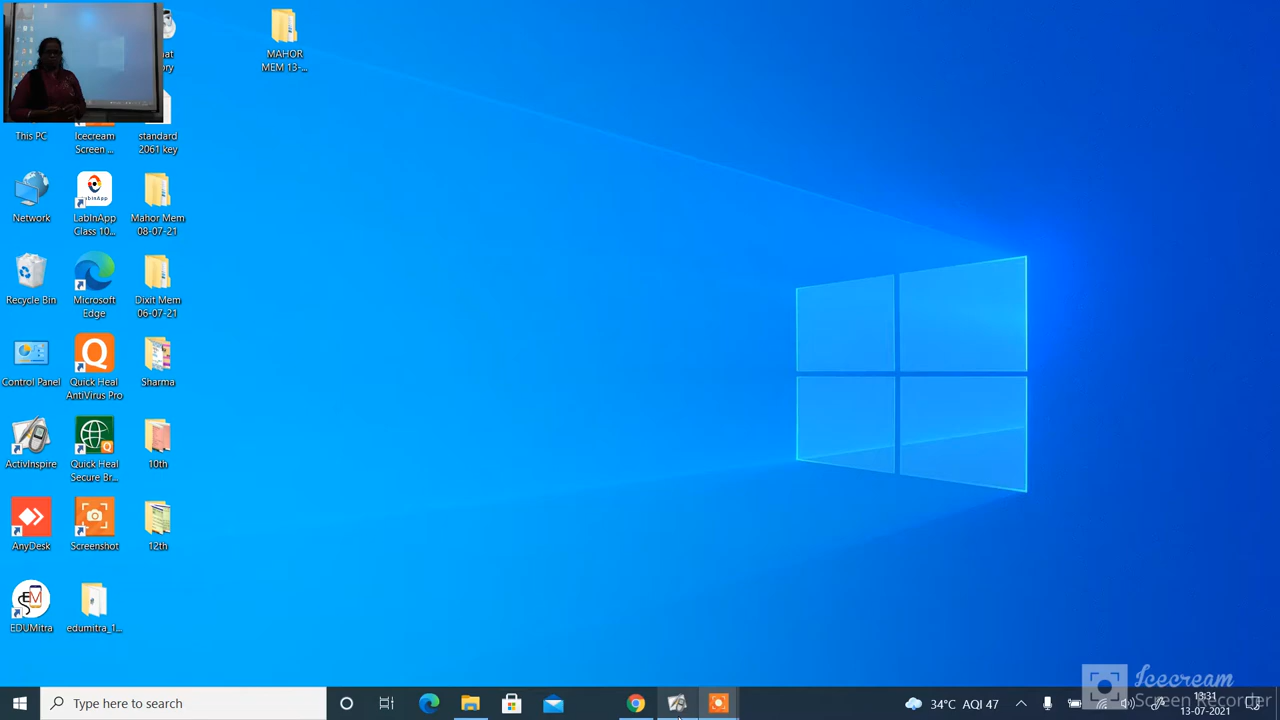 MAHOR
MEM 13-...
This PC
Icecream
Screen ...
standard
2061 key
Network
LabInApp
Class 10...
Mahor Mem
08-07-21
Recycle Bin
Microsoft
Edge
Dixit Mem
06-07-21
Control Panel
Quick Heal
AntiVirus Pro
Sharma
ActivInspire
Quick Heal
Secure Br...
10th
AnyDesk
Screenshot
12th
EDUMitra
edumitra_1...
Type here to search
34°C AQI 47
13:31
13-07-2021
Icecream
Screen Recorder